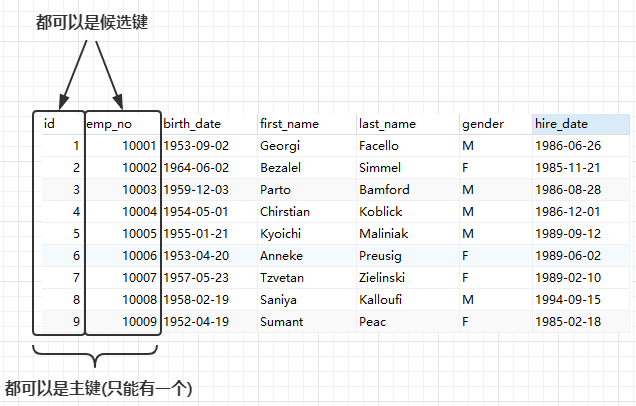 都可以是候选键
id emp_no birth_date first_name last_name gender hire_date
1 10001 1953-09-02 Georgi Facello M 1986-06-26
2 10002 1964-06-02 Bezalel Simmel F 1985-11-21
3 10003 1959-12-03 Parto Bamford M 1986-08-28
4 10004 1954-05-01 Chirstian Koblick M 1986-12-01
5 10005 1955-01-21 Kyoichi Maliniak M 1989-09-12
6 10006 1953-04-20 Anneke Preusig F 1989-06-02
7 10007 1957-05-23 Tzvetan Zielinski F 1989-02-10
8 10008 1958-02-19 Saniya Kalloufi M 1994-09-15
9 10009 1952-04-19 Sumant Peac F 1985-02-18
都可以是主键(只能有一个)